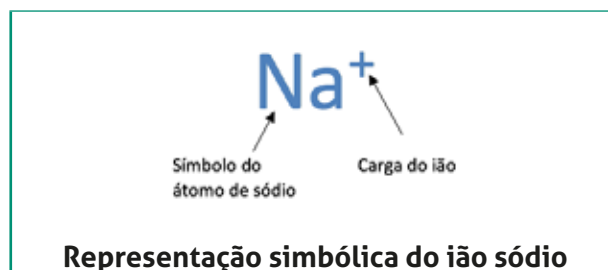 Na⁺
Símbolo do
átomo de sódio
Carga do ião
Representação simbólica do ião sódio